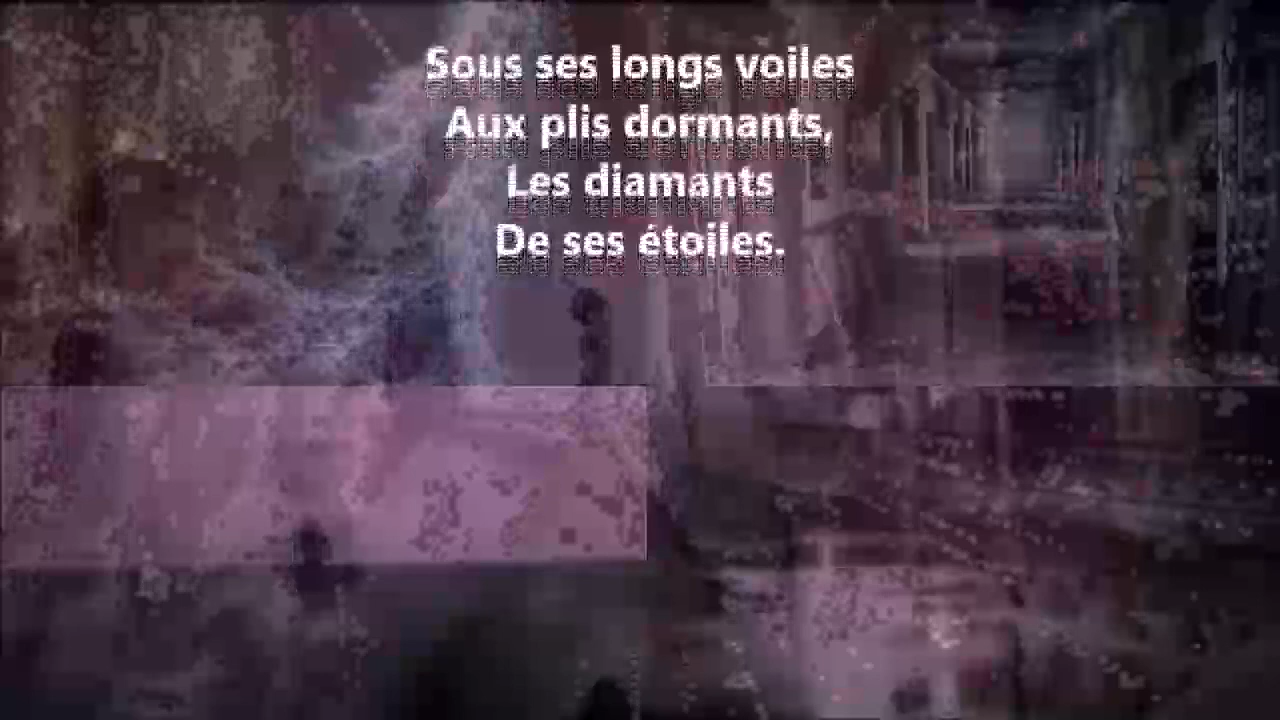 Sous ses longs voiles
Aux plis dormants,
Les diamants
De ses étoiles.